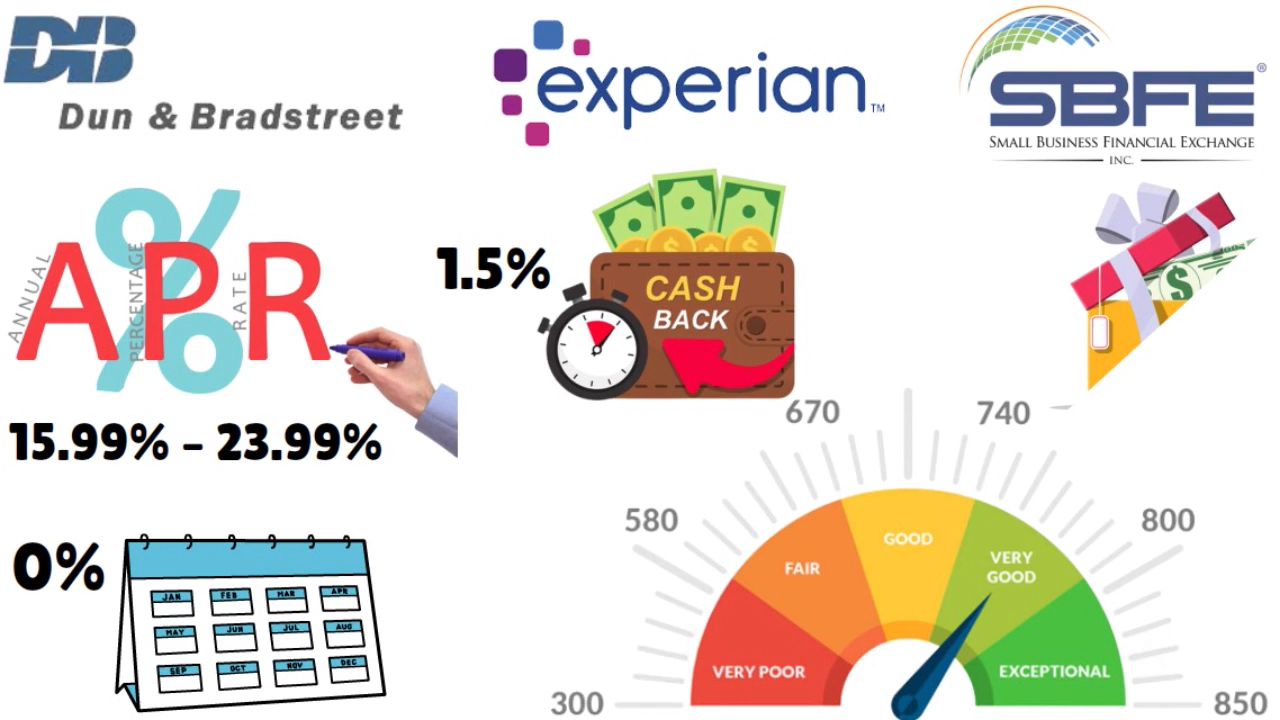 DB
Dun & Bradstreet
experian™
SBFE®
SMALL BUSINESS FINANCIAL EXCHANGE
INC.
%
ANNUAL
PERCENTAGE
RATE
APR
15.99% - 23.99%
1.5%
CASH
BACK
$ $ $
$
0%
JAN FEB MAR APR
MAY JUN JUL AUG
SEP OCT NOV DEC
670 740
580 800
300 850
GOOD
FAIR
VERY
GOOD
VERY POOR
EXCEPTIONAL